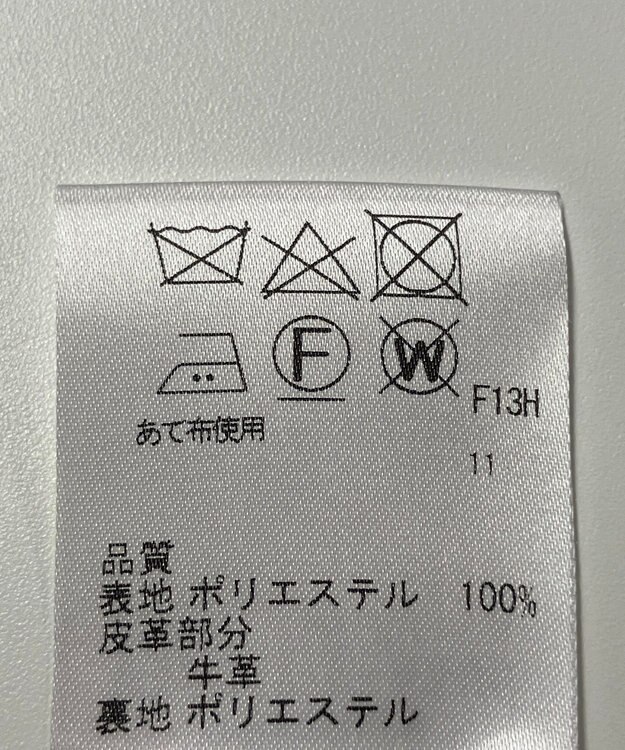 F W
F13H
あて布使用
11
品質
表地 ポリエステル 100%
皮革部分
牛革
裏地 ポリエステル